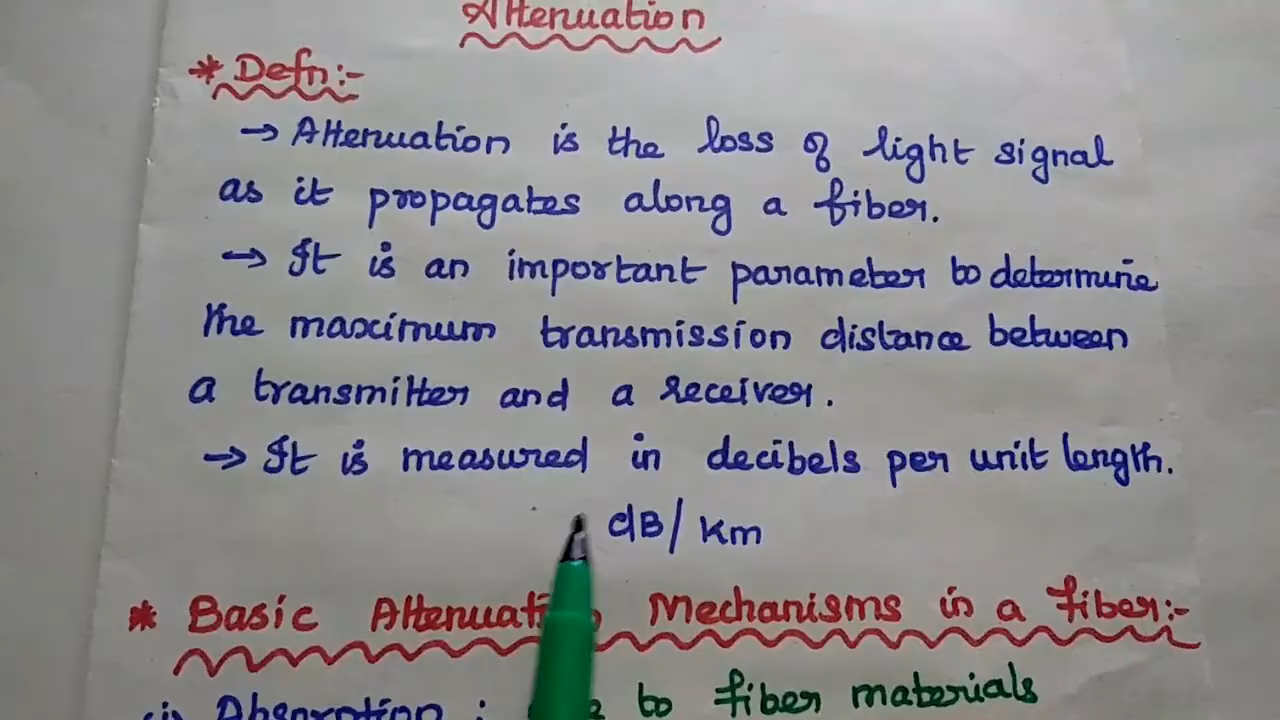 Attenuation
* Defn:-
→ Attenuation is the loss of light signal
as it propagates along a fiber.
→ It is an important parameter to determine
the maximum transmission distance between
a transmitter and a receiver.
→ It is measured in decibels per unit length.
dB/Km
* Basic Attenuation Mechanisms in a fiber:-
(i) Absorption : to fiber materials